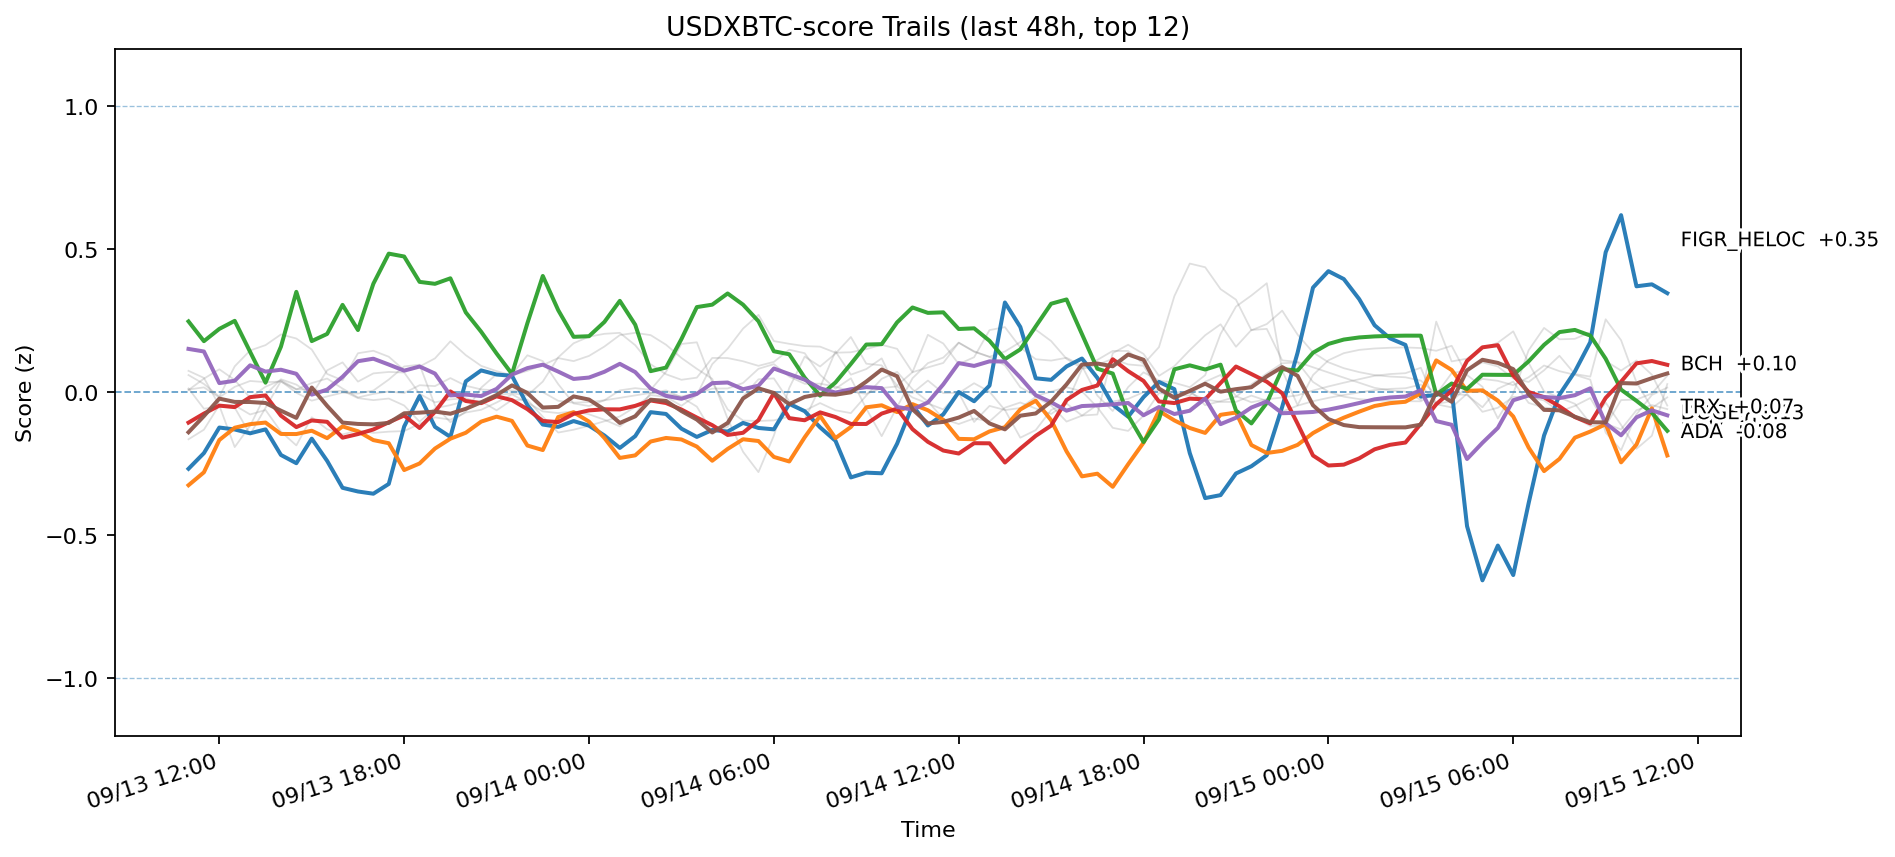 USDXBTC-score Trails (last 48h, top 12)
Score (z)
1.0
0.5
0.0
−0.5
−1.0
FIGR_HELOC +0.35
BCH +0.10
TRX +0.07
DOGE -0.13
ADA -0.08
09/13 12:00
09/13 18:00
09/14 00:00
09/14 06:00
09/14 12:00
09/14 18:00
09/15 00:00
09/15 06:00
09/15 12:00
Time